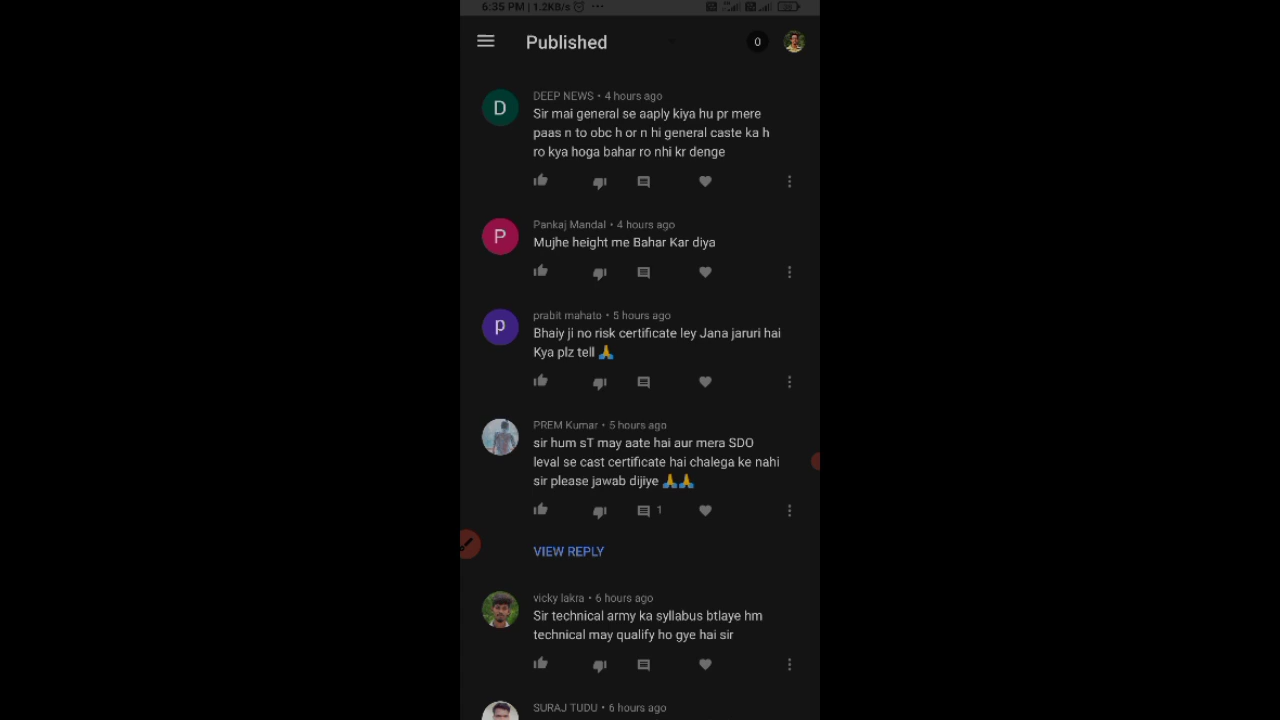 6:35 PM | 1.2KB/s
Published
0
D
DEEP NEWS • 4 hours ago
Sir mai general se aaply kiya hu pr mere
paas n to obc h or n hi general caste ka h
ro kya hoga bahar ro nhi kr denge
P
Pankaj Mandal • 4 hours ago
Mujhe height me Bahar Kar diya
p
prabit mahato • 5 hours ago
Bhaiy ji no risk certificate ley Jana jaruri hai
Kya plz tell 🙏
PREM Kumar • 5 hours ago
sir hum sT may aate hai aur mera SDO
leval se cast certificate hai chalega ke nahi
sir please jawab dijiye 🙏🙏
1
VIEW REPLY
vicky lakra • 6 hours ago
Sir technical army ka syllabus btlaye hm
technical may qualify ho gye hai sir
SURAJ TUDU • 6 hours ago